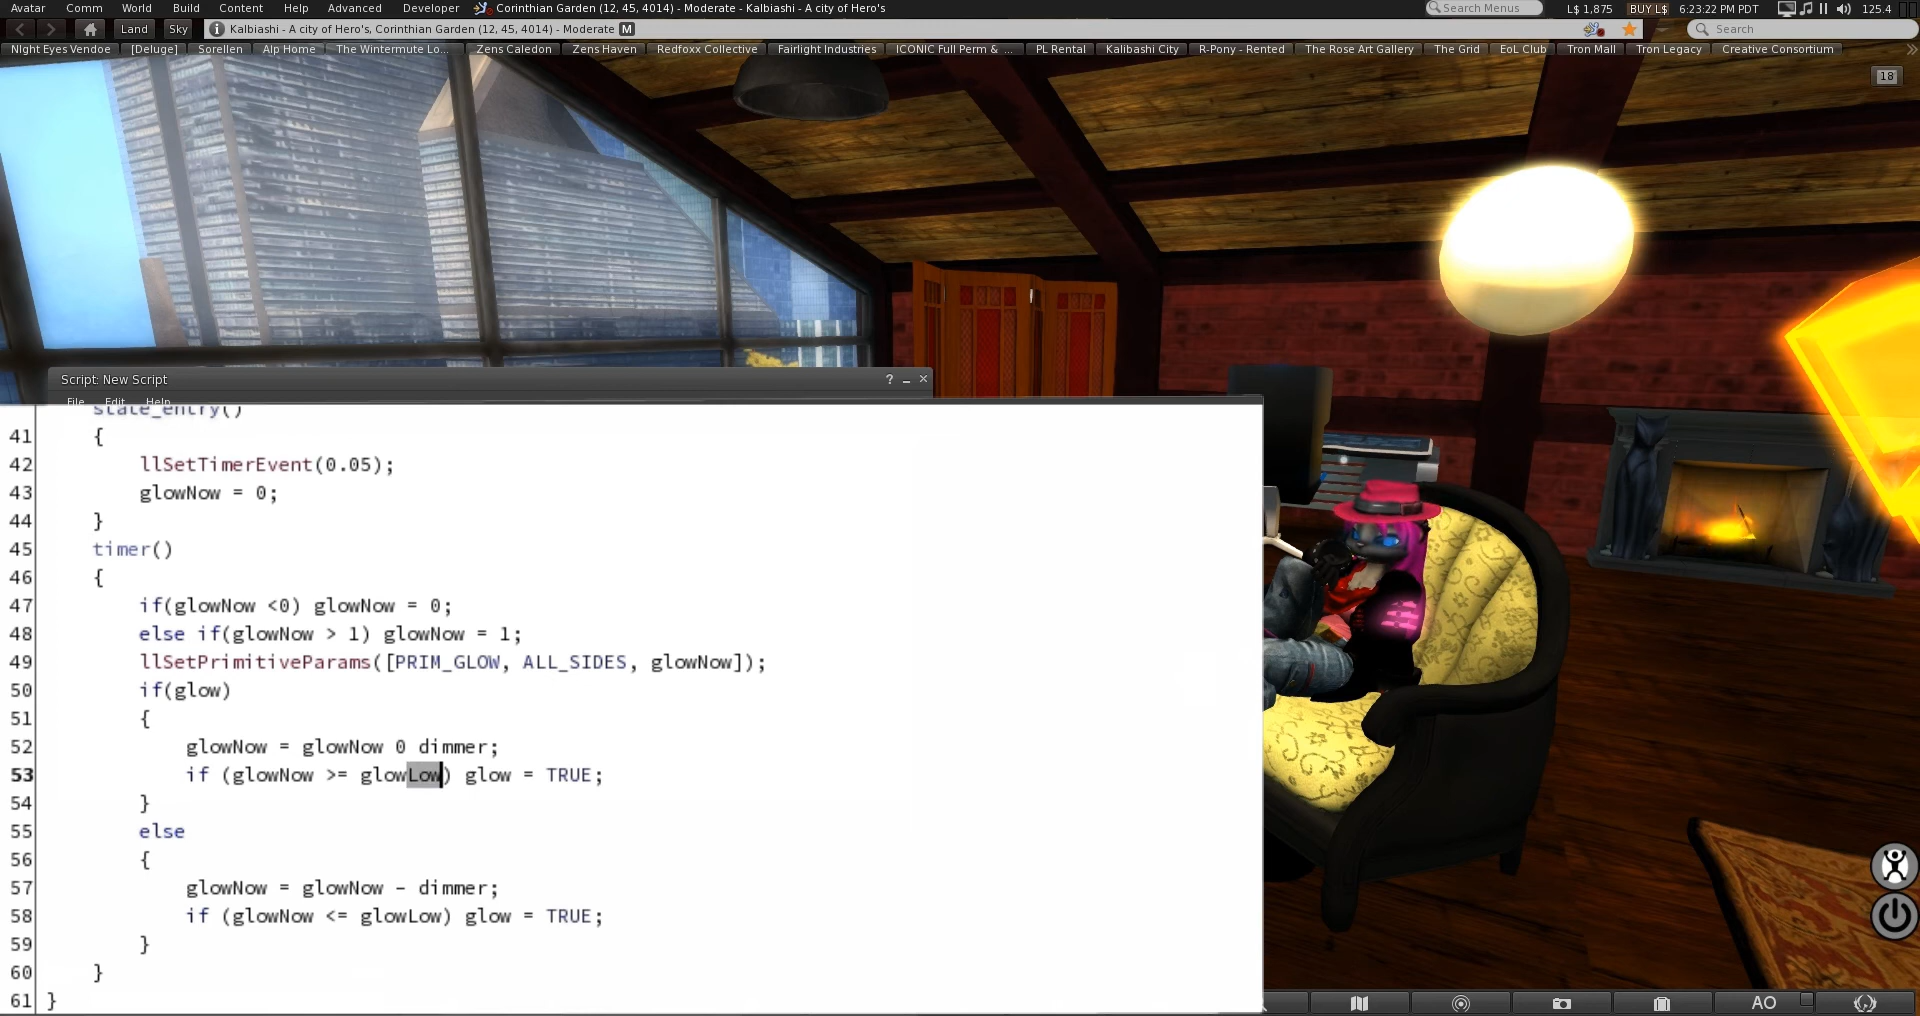 Avatar Comm World Build Content Help Advanced Developer Corinthian Garden (12, 45, 4014) - Moderate - Kalbiashi - A city of Hero's Search Menus L$ 1,875 BUY L$ 6:23:22 PM PDT 125.4
Land Sky Kalbiashi - A city of Hero's, Corinthian Garden (12, 45, 4014) - Moderate M Search
NIght Eyes Vendoe [Deluge] Sorellen Alp Home The Wintermute Lo... Zens Caledon Zens Haven Redfoxx Collective Fairlight Industries ICONIC Full Perm & ... PL Rental Kalibashi City R-Pony - Rented The Rose Art Gallery The Grid EoL Club Tron Mall Tron Legacy Creative Consortium
18
Script: New Script ?
File Edit Help
state_entry()
41 {
42 llSetTimerEvent(0.05);
43 glowNow = 0;
44 }
45 timer()
46 {
47 if(glowNow <0) glowNow = 0;
48 else if(glowNow > 1) glowNow = 1;
49 llSetPrimitiveParams([PRIM_GLOW, ALL_SIDES, glowNow]);
50 if(glow)
51 {
52 glowNow = glowNow 0 dimmer;
53 if (glowNow >= glowLow) glow = TRUE;
54 }
55 else
56 {
57 glowNow = glowNow - dimmer;
58 if (glowNow <= glowLow) glow = TRUE;
59 }
60 }
61 }
AO